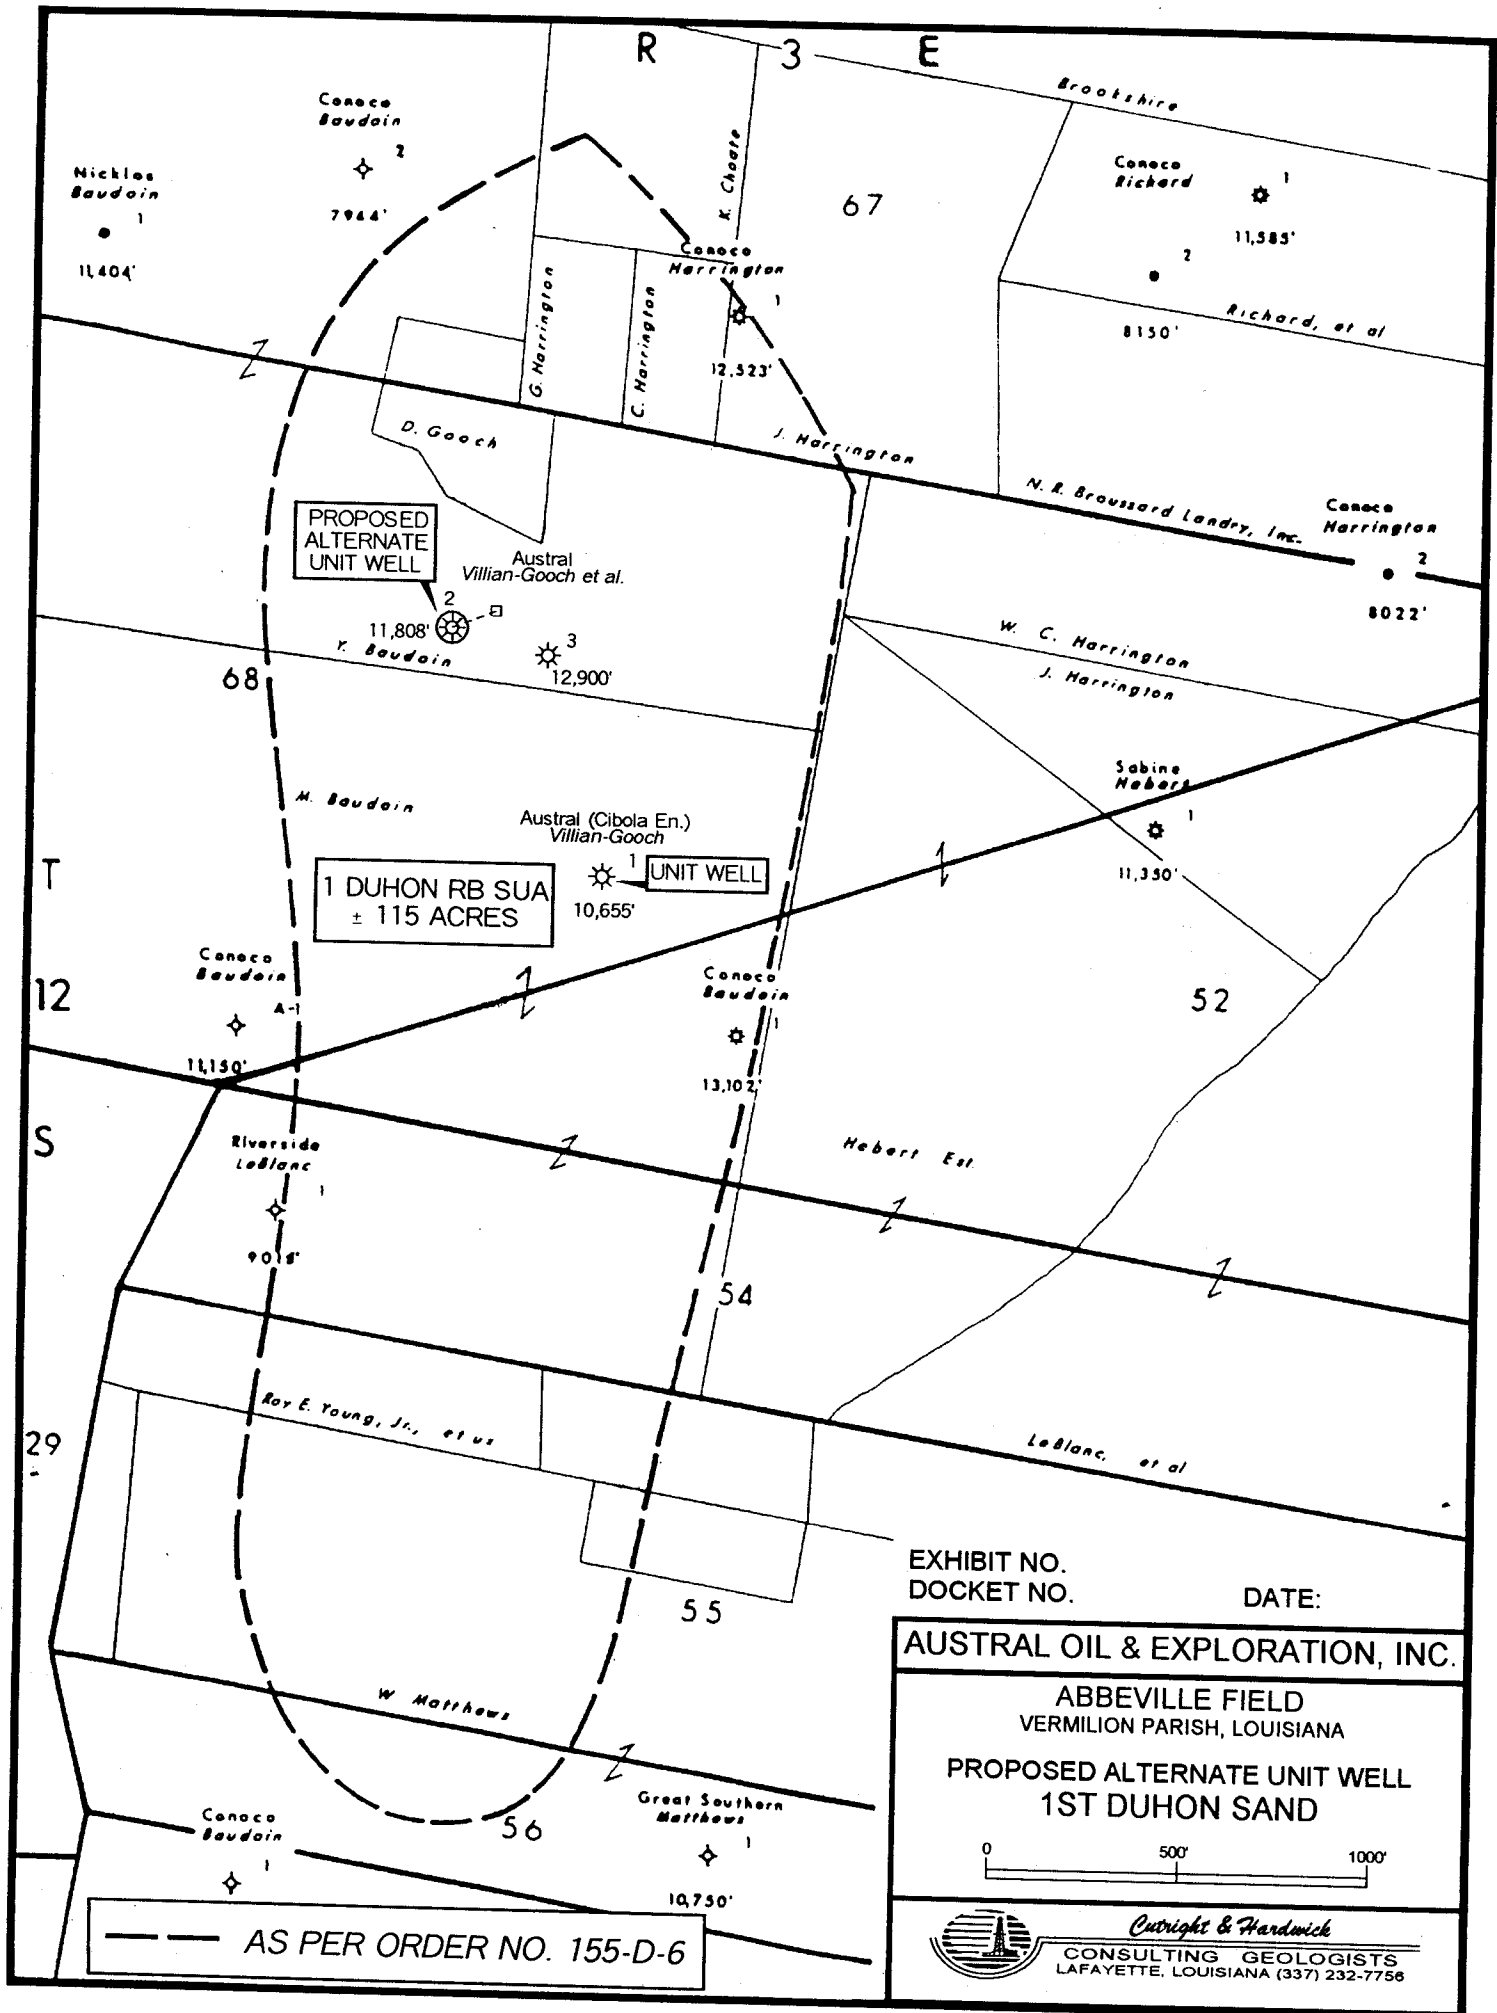 R 3 E
Brookshire
Conoco
Baudoin
2
7944'
Nicklos
Baudoin
1
11,404'
K. Choate
67
Conoco
Richard
1
11,585'
2
8150'
Richard, et al
Conoco
Harrington
1
12,523'
G. Harrington
C. Harrington
D. Gooch
J. Harrington
N. R. Broussard Landry, Inc.
Conoco
Harrington
2
8022'
PROPOSED
ALTERNATE
UNIT WELL
Austral
Villian-Gooch et al.
2
11,808'
3
12,900'
Y. Baudoin
68
W. C. Harrington
J. Harrington
Sabine
Hebert
1
11,350'
M. Baudoin
Austral (Cibola En.)
Villian-Gooch
1
UNIT WELL
10,655'
1 DUHON RB SUA
± 115 ACRES
T
12
S
Conoco
Baudoin
A-1
11,150'
Conoco
Baudoin
1
13,102'
52
Riverside
LeBlanc
1
9015'
Hebert Est.
54
29
Roy E. Young, Jr., et ux
LeBlanc, et al
55
W Matthews
56
Conoco
Baudoin
1
Great Southern
Matthews
1
10,750'
AS PER ORDER NO. 155-D-6
EXHIBIT NO.
DOCKET NO. DATE:
AUSTRAL OIL & EXPLORATION, INC.
ABBEVILLE FIELD
VERMILION PARISH, LOUISIANA
PROPOSED ALTERNATE UNIT WELL
1ST DUHON SAND
0 500' 1000'
Cutright & Hardwick
CONSULTING GEOLOGISTS
LAFAYETTE, LOUISIANA (337) 232-7756